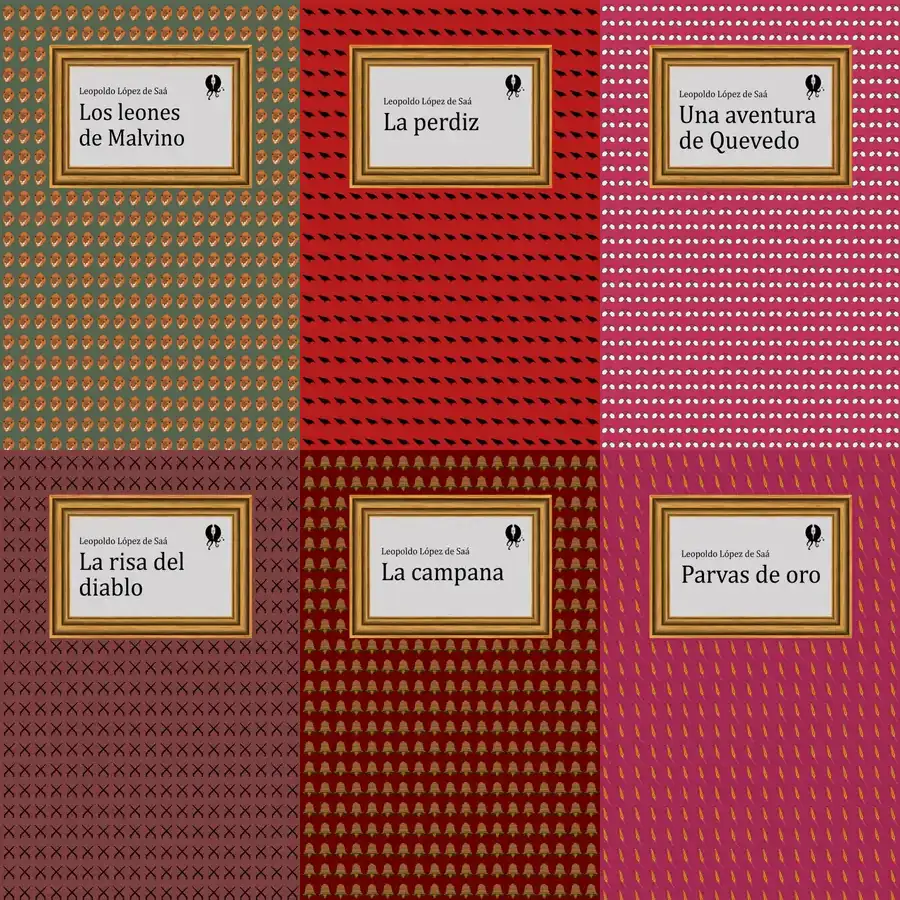 Leopoldo López de Saá
Los leones
de Malvino
Leopoldo López de Saá
La perdiz
Leopoldo López de Saá
Una aventura
de Quevedo
Leopoldo López de Saá
La risa del
diablo
Leopoldo López de Saá
La campana
Leopoldo López de Saá
Parvas de oro